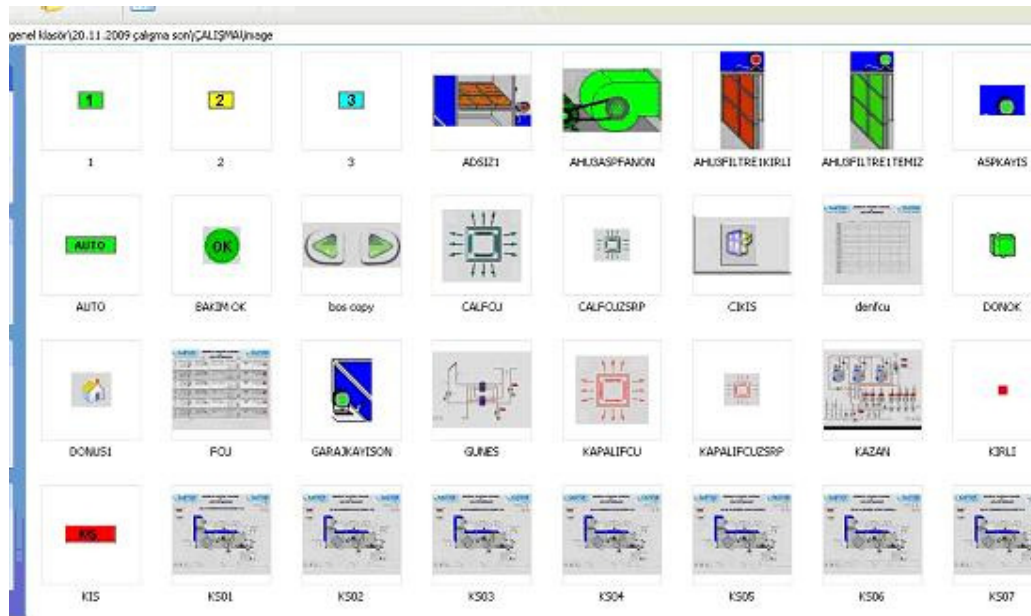 genel klasör\20.11.2009 çalışma son\ÇALIŞMA\image
1 2 3
1 2 3 ADSIZ1 AHU3ASPFANON AHU3FILTRE1KIRLI AHU3FILTRE1TEMIZ ASPKAYIS
AUTO OK
AUTO BAKIM OK bos copy CALFCU CALFCUZSRP CIKIS denfcu DONOK
DONUS1 FCU GARAJKAYISON GUNES KAPALIFCU KAPALIFCUZSRP KAZAN KIRLI
KIS
KIS KS01 KS02 KS03 KS04 KS05 KS06 KS07